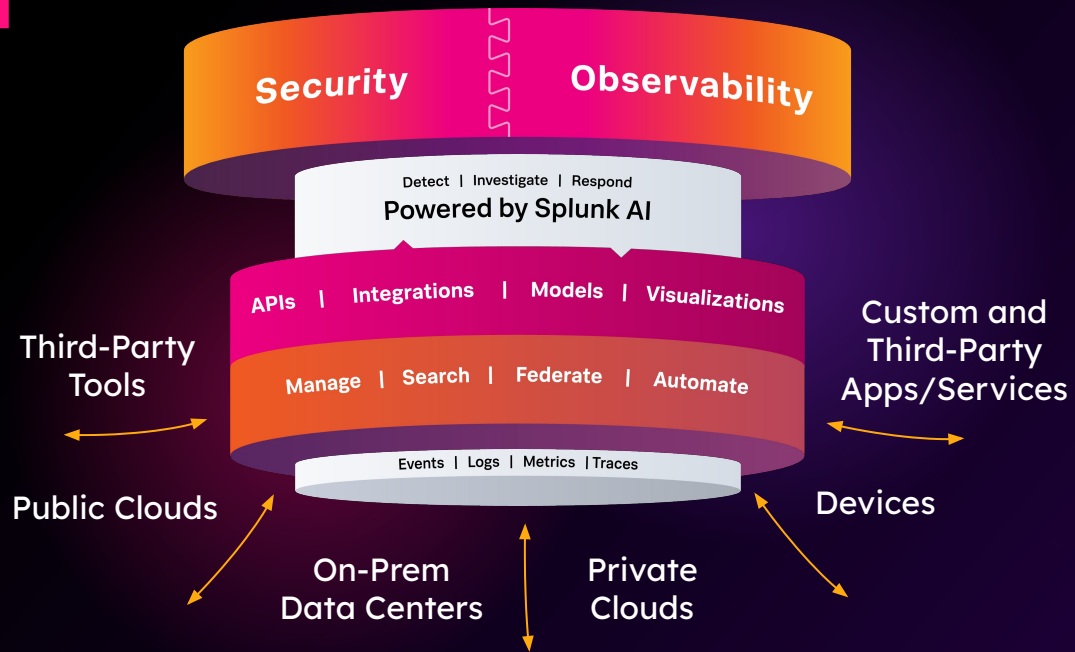 Security
Observability
Detect | Investigate | Respond
Powered by Splunk AI
APIs | Integrations | Models | Visualizations
Manage | Search | Federate | Automate
Events | Logs | Metrics | Traces
Third-Party
Tools
Custom and
Third-Party
Apps/Services
Public Clouds
Devices
On-Prem
Data Centers
Private
Clouds